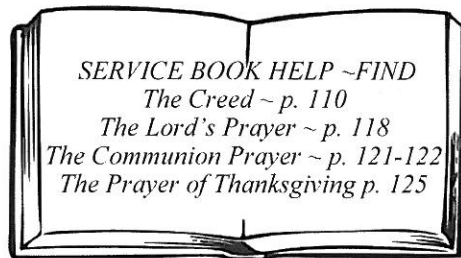 SERVICE BOOK HELP ~FIND
The Creed ~ p. 110
The Lord's Prayer ~ p. 118
The Communion Prayer ~ p. 121-122
The Prayer of Thanksgiving p. 125